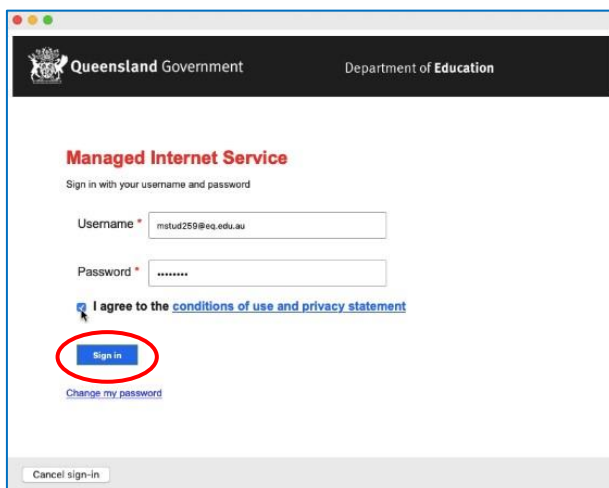 Queensland Government
Department of Education
Managed Internet Service
Sign in with your username and password
Username *
mstud259@eq.edu.au
Password *
••••••••
I agree to the conditions of use and privacy statement
Sign in
Change my password
Cancel sign-in